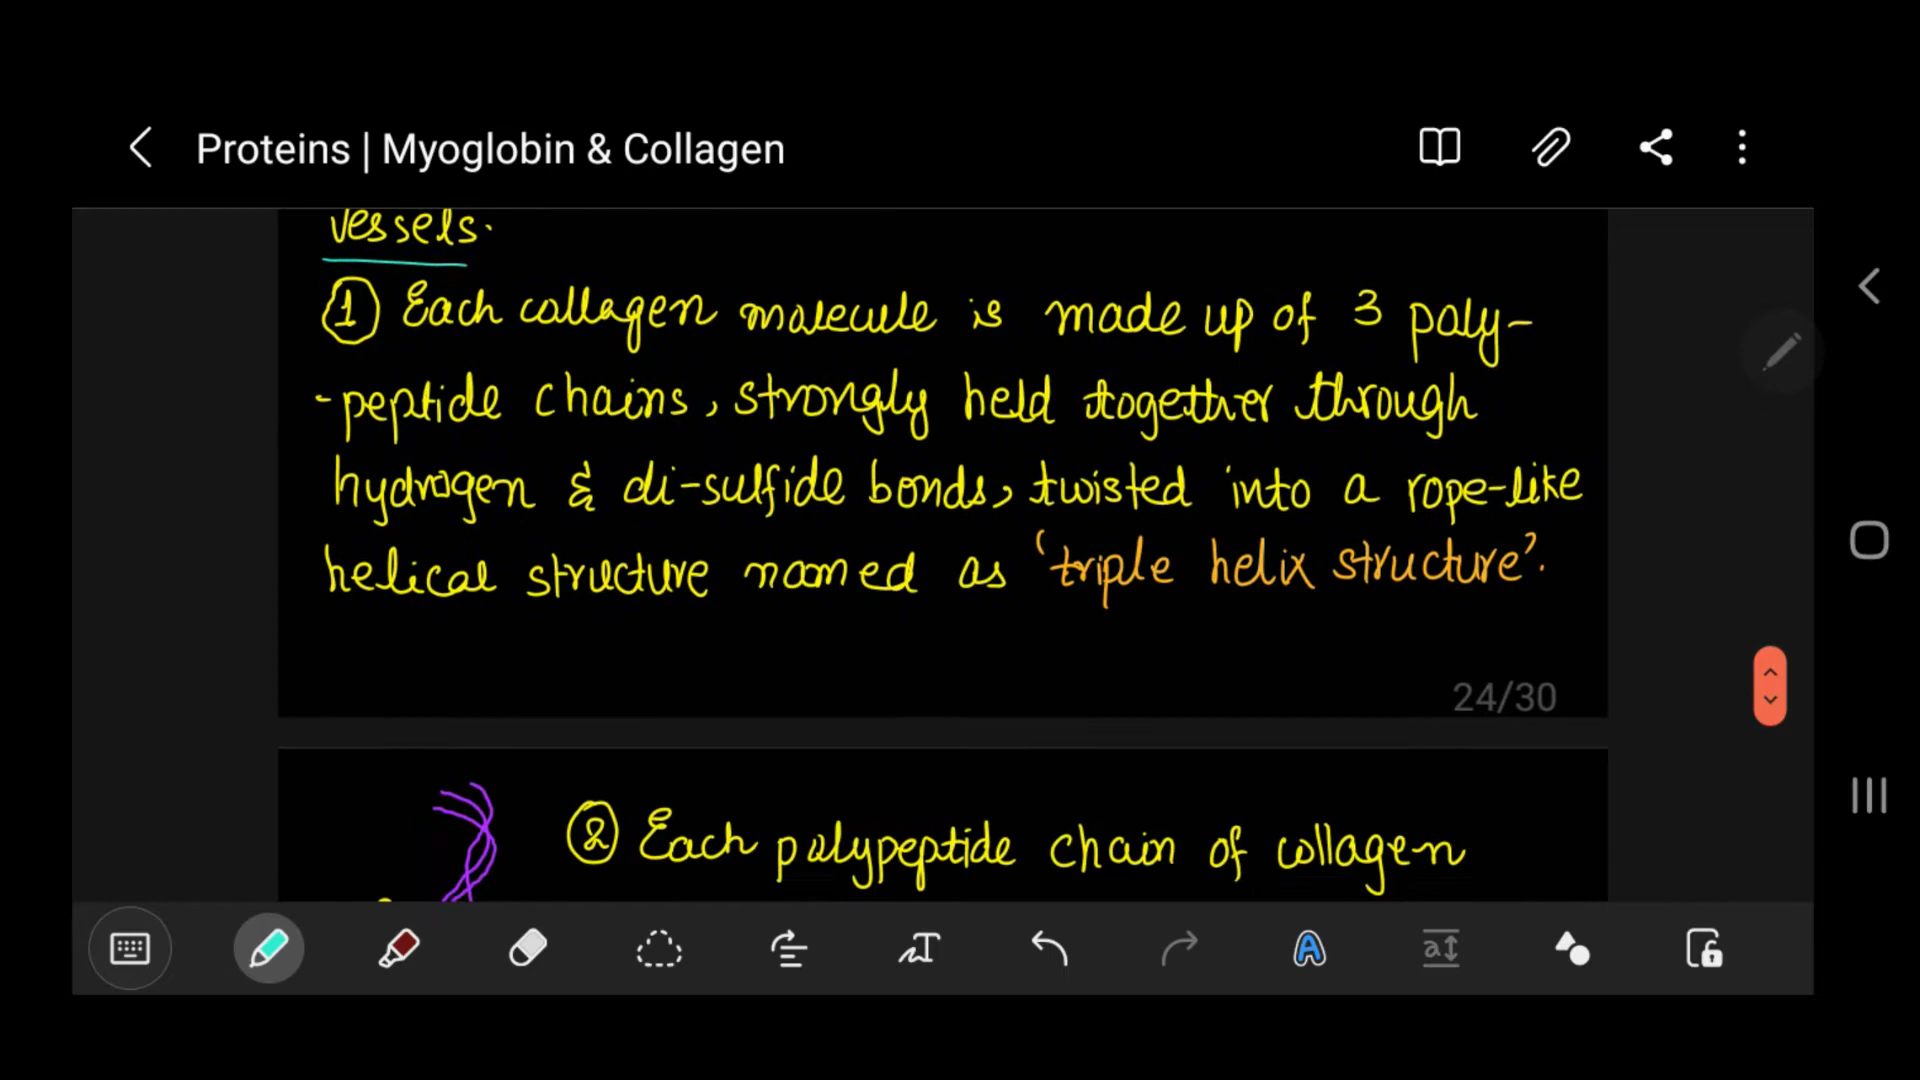 Proteins | Myoglobin & Collagen
vessels.
① Each collagen molecule is made up of 3 poly-
-peptide chains, strongly held together through
hydrogen & di-sulfide bonds, twisted into a rope-like
helical structure named as 'triple helix structure'.
24/30
② Each polypeptide chain of collagen